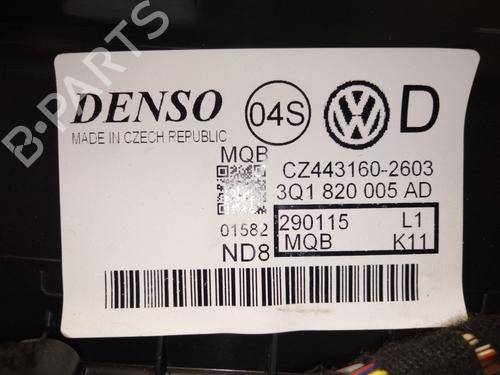 DENSO 04S D
MADE IN CZECH REPUBLIC
MQB CZ443160-2603
3Q1 820 005 AD
01582 290115 L1
ND8 MQB K11
B-PARTS